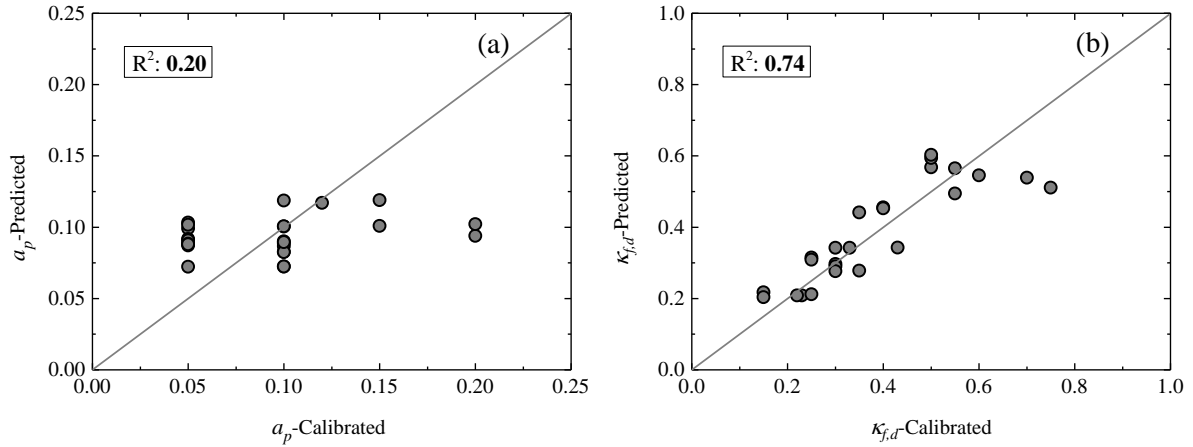 0.25
(a)
R²: 0.20
0.20
0.15
0.10
0.05
0.00
a_p-Predicted
0.00 0.05 0.10 0.15 0.20 0.25
a_p-Calibrated
1.0
(b)
R²: 0.74
0.8
0.6
0.4
0.2
0.0
κ_{f,d}-Predicted
0.0 0.2 0.4 0.6 0.8 1.0
κ_{f,d}-Calibrated